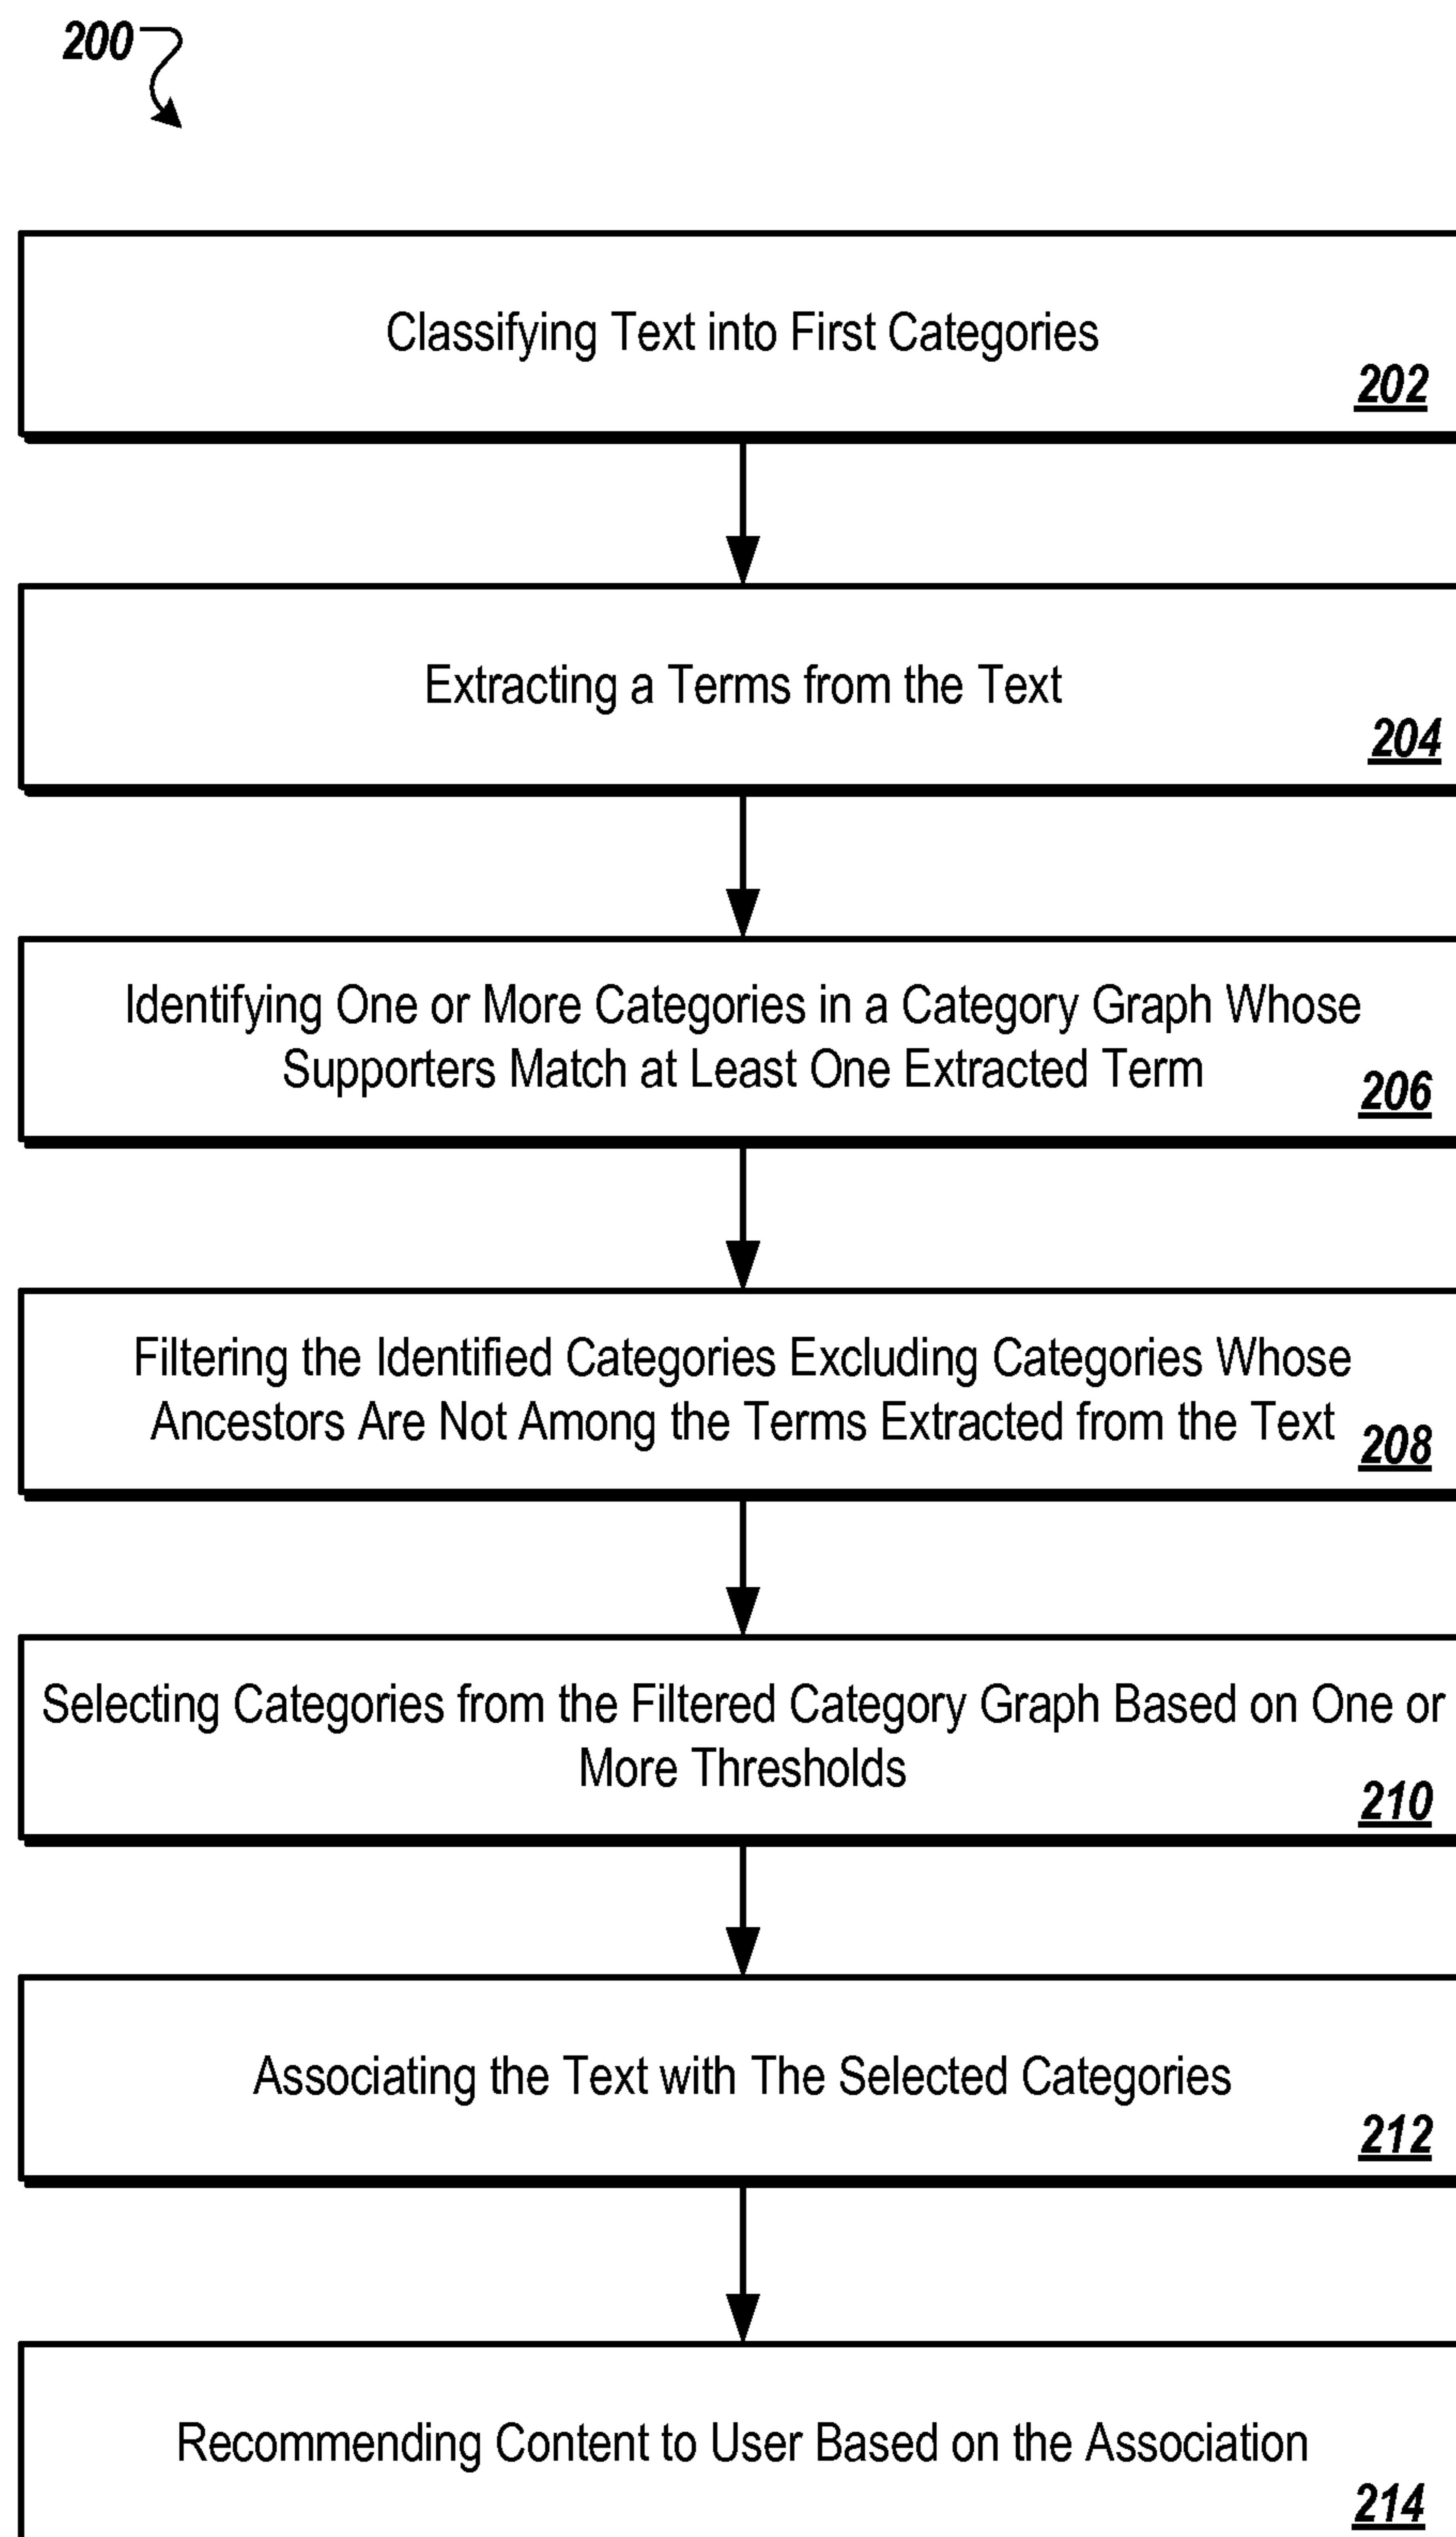 200
Classifying Text into First Categories
202
Extracting a Terms from the Text
204
Identifying One or More Categories in a Category Graph Whose
Supporters Match at Least One Extracted Term
206
Filtering the Identified Categories Excluding Categories Whose
Ancestors Are Not Among the Terms Extracted from the Text
208
Selecting Categories from the Filtered Category Graph Based on One or
More Thresholds
210
Associating the Text with The Selected Categories
212
Recommending Content to User Based on the Association
214